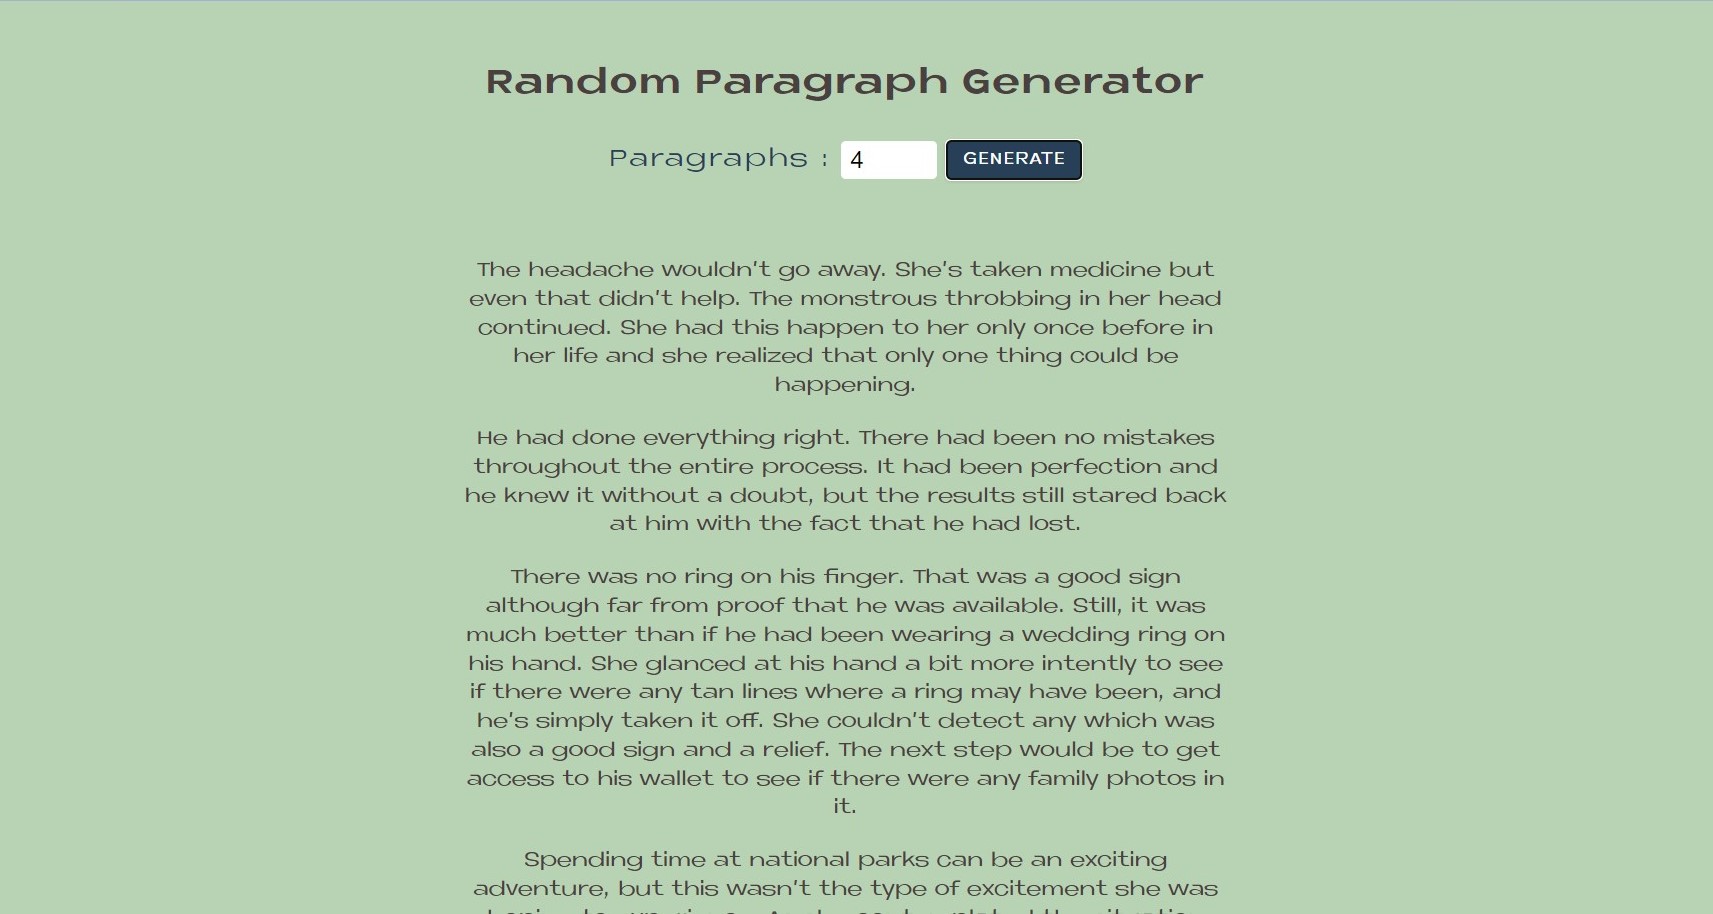 Random Paragraph Generator
Paragraphs : 4 GENERATE
The headache wouldn't go away. She's taken medicine but
even that didn't help. The monstrous throbbing in her head
continued. She had this happen to her only once before in
her life and she realized that only one thing could be
happening.
He had done everything right. There had been no mistakes
throughout the entire process. It had been perfection and
he knew it without a doubt, but the results still stared back
at him with the fact that he had lost.
There was no ring on his finger. That was a good sign
although far from proof that he was available. Still, it was
much better than if he had been wearing a wedding ring on
his hand. She glanced at his hand a bit more intently to see
if there were any tan lines where a ring may have been, and
he's simply taken it off. She couldn't detect any which was
also a good sign and a relief. The next step would be to get
access to his wallet to see if there were any family photos in
it.
Spending time at national parks can be an exciting
adventure, but this wasn't the type of excitement she was